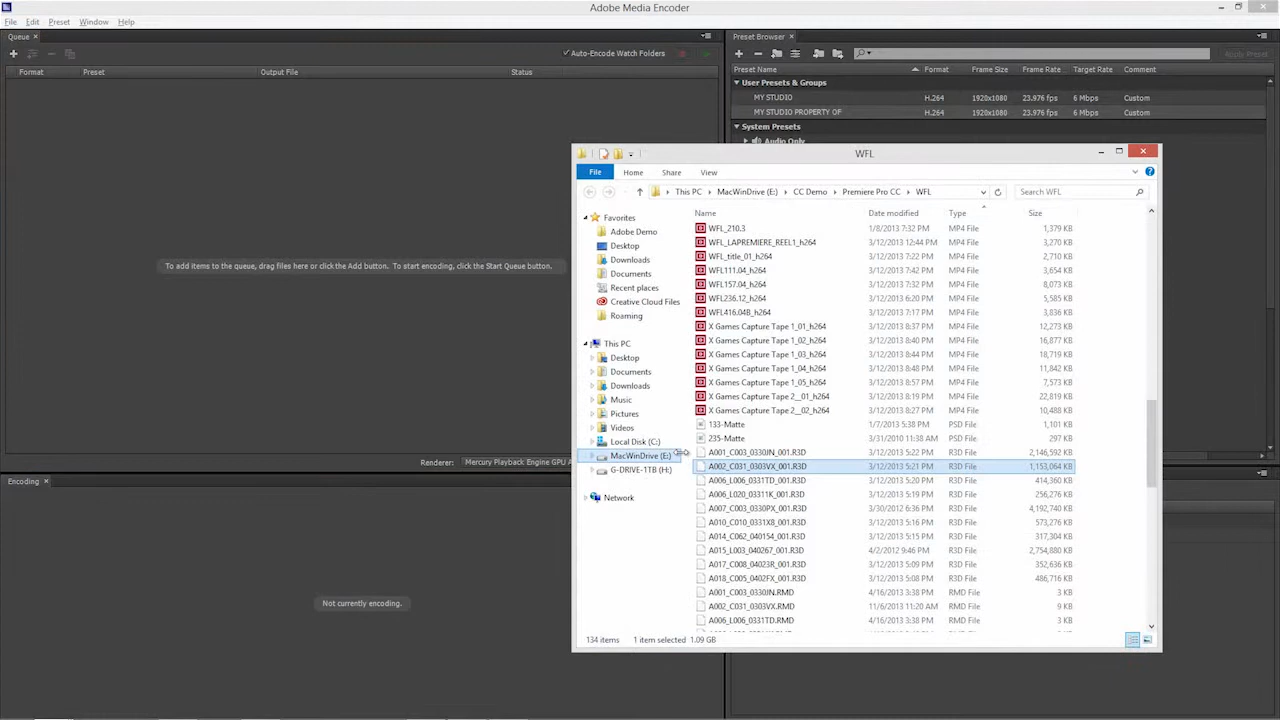 Adobe Media Encoder
File Edit Preset Window Help
Queue
Auto-Encode Watch Folders
Format Preset Output File Status
To add items to the queue, drag files here or click the Add button. To start encoding, click the Start Queue button.
Renderer: Mercury Playback Engine GPU A
Encoding
Not currently encoding.
Preset Browser
Apply Preset
Preset Name Format Frame Size Frame Rate Target Rate Comment
User Presets & Groups
MY STUDIO H.264 1920x1080 23.976 fps 6 Mbps Custom
MY STUDIO PROPERTY OF H.264 1920x1080 23.976 fps 6 Mbps Custom
System Presets
Audio Only
WFL
File Home Share View
This PC MacWinDrive (E:) CC Demo Premiere Pro CC WFL
Search WFL
Favorites
Adobe Demo
Desktop
Downloads
Documents
Recent places
Creative Cloud Files
Roaming
This PC
Desktop
Documents
Downloads
Music
Pictures
Videos
Local Disk (C:)
MacWinDrive (E:)
G-DRIVE-1TB (H:)
Network
Name Date modified Type Size
WFL_210.3 1/8/2013 7:32 PM MP4 File 1,379 KB
WFL_LAPREMIERE_REEL1_h264 3/12/2013 12:44 PM MP4 File 3,270 KB
WFL_title_01_h264 3/12/2013 7:22 PM MP4 File 2,710 KB
WFL111.04_h264 3/12/2013 7:42 PM MP4 File 3,654 KB
WFL157.04_h264 3/12/2013 7:32 PM MP4 File 8,073 KB
WFL236.12_h264 3/12/2013 6:20 PM MP4 File 5,585 KB
WFL416.04B_h264 3/12/2013 7:17 PM MP4 File 3,836 KB
X Games Capture Tape 1_01_h264 3/12/2013 8:37 PM MP4 File 12,273 KB
X Games Capture Tape 1_02_h264 3/12/2013 8:40 PM MP4 File 16,877 KB
X Games Capture Tape 1_03_h264 3/12/2013 8:44 PM MP4 File 18,719 KB
X Games Capture Tape 1_04_h264 3/12/2013 8:48 PM MP4 File 11,842 KB
X Games Capture Tape 1_05_h264 3/12/2013 8:57 PM MP4 File 7,573 KB
X Games Capture Tape 2__01_h264 3/12/2013 8:34 PM MP4 File 22,819 KB
X Games Capture Tape 2__02_h264 3/12/2013 8:27 PM MP4 File 10,488 KB
133-Matte 1/7/2013 5:38 PM PSD File 1,101 KB
235-Matte 3/31/2010 11:38 AM PSD File 927 KB
A001_C003_0330JN_001.R3D 3/12/2013 5:22 PM R3D File 2,146,592 KB
A002_C031_0303VX_001.R3D 3/12/2013 5:21 PM R3D File 1,153,064 KB
A006_L006_0331TD_001.R3D 3/12/2013 5:20 PM R3D File 414,360 KB
A006_L020_03311K_001.R3D 3/12/2013 5:19 PM R3D File 256,276 KB
A007_C003_0330PX_001.R3D 3/30/2012 6:36 PM R3D File 4,192,740 KB
A010_C010_0331X8_001.R3D 3/12/2013 5:16 PM R3D File 573,276 KB
A014_C062_040154_001.R3D 3/12/2013 5:15 PM R3D File 317,304 KB
A015_L003_040267_001.R3D 4/2/2012 9:46 PM R3D File 2,754,880 KB
A017_C008_04023R_001.R3D 3/12/2013 5:09 PM R3D File 352,636 KB
A018_C005_0402FX_001.R3D 3/12/2013 5:08 PM R3D File 486,716 KB
A001_C003_0330JN.RMD 4/16/2013 3:38 PM RMD File 3 KB
A002_C031_0303VX.RMD 11/6/2013 11:20 AM RMD File 9 KB
A006_L006_0331TD.RMD 4/16/2013 3:38 PM RMD File 3 KB
134 items 1 item selected 1.09 GB